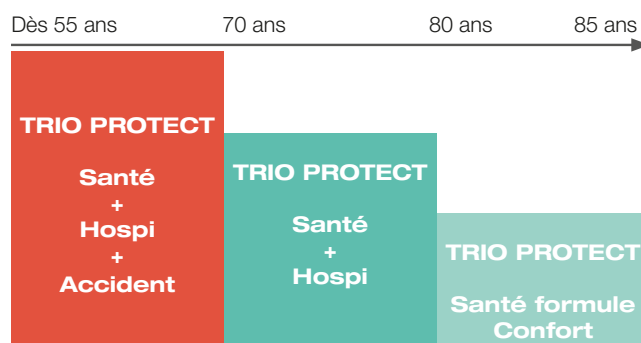 Dès 55 ans 70 ans 80 ans 85 ans
TRIO PROTECT
Santé
+
Hospi
+
Accident
TRIO PROTECT
Santé
+
Hospi
TRIO PROTECT
Santé formule
Confort